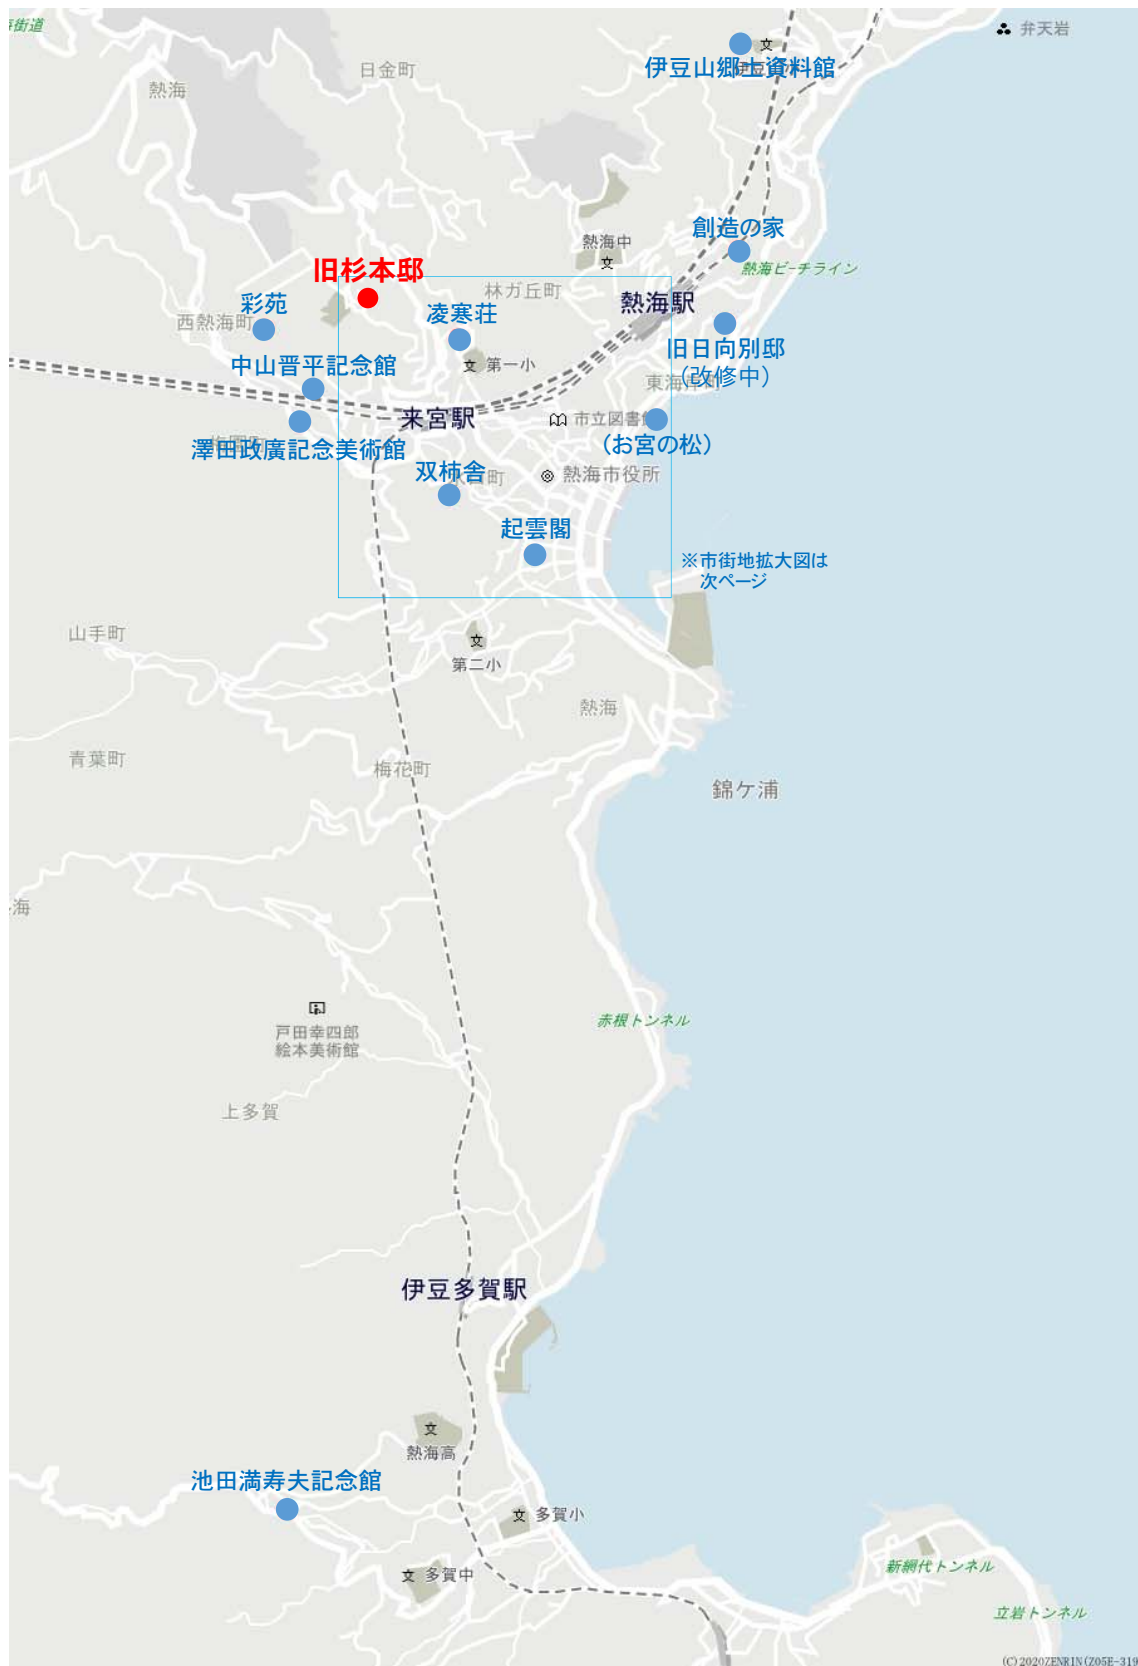 街道
弁天岩
伊豆山郷土資料館
日金町
熱海
創造の家
熱海中
熱海ビーチライン
旧杉本邸
林ガ丘町
熱海駅
彩苑
西熱海町
凌寒荘
旧日向別邸
(改修中)
第一小
中山晋平記念館
東海岸町
来宮駅
市立図書館
(お宮の松)
澤田政廣記念美術館
双柿舎
熱海市役所
起雲閣
※市街地拡大図は
次ページ
山手町
第二小
熱海
青葉町
梅花町
錦ケ浦
海
赤根トンネル
戸田幸四郎
絵本美術館
上多賀
伊豆多賀駅
熱海高
池田満寿夫記念館
多賀小
新網代トンネル
多賀中
立岩トンネル
(C)2020ZENRIN(Z05E-319